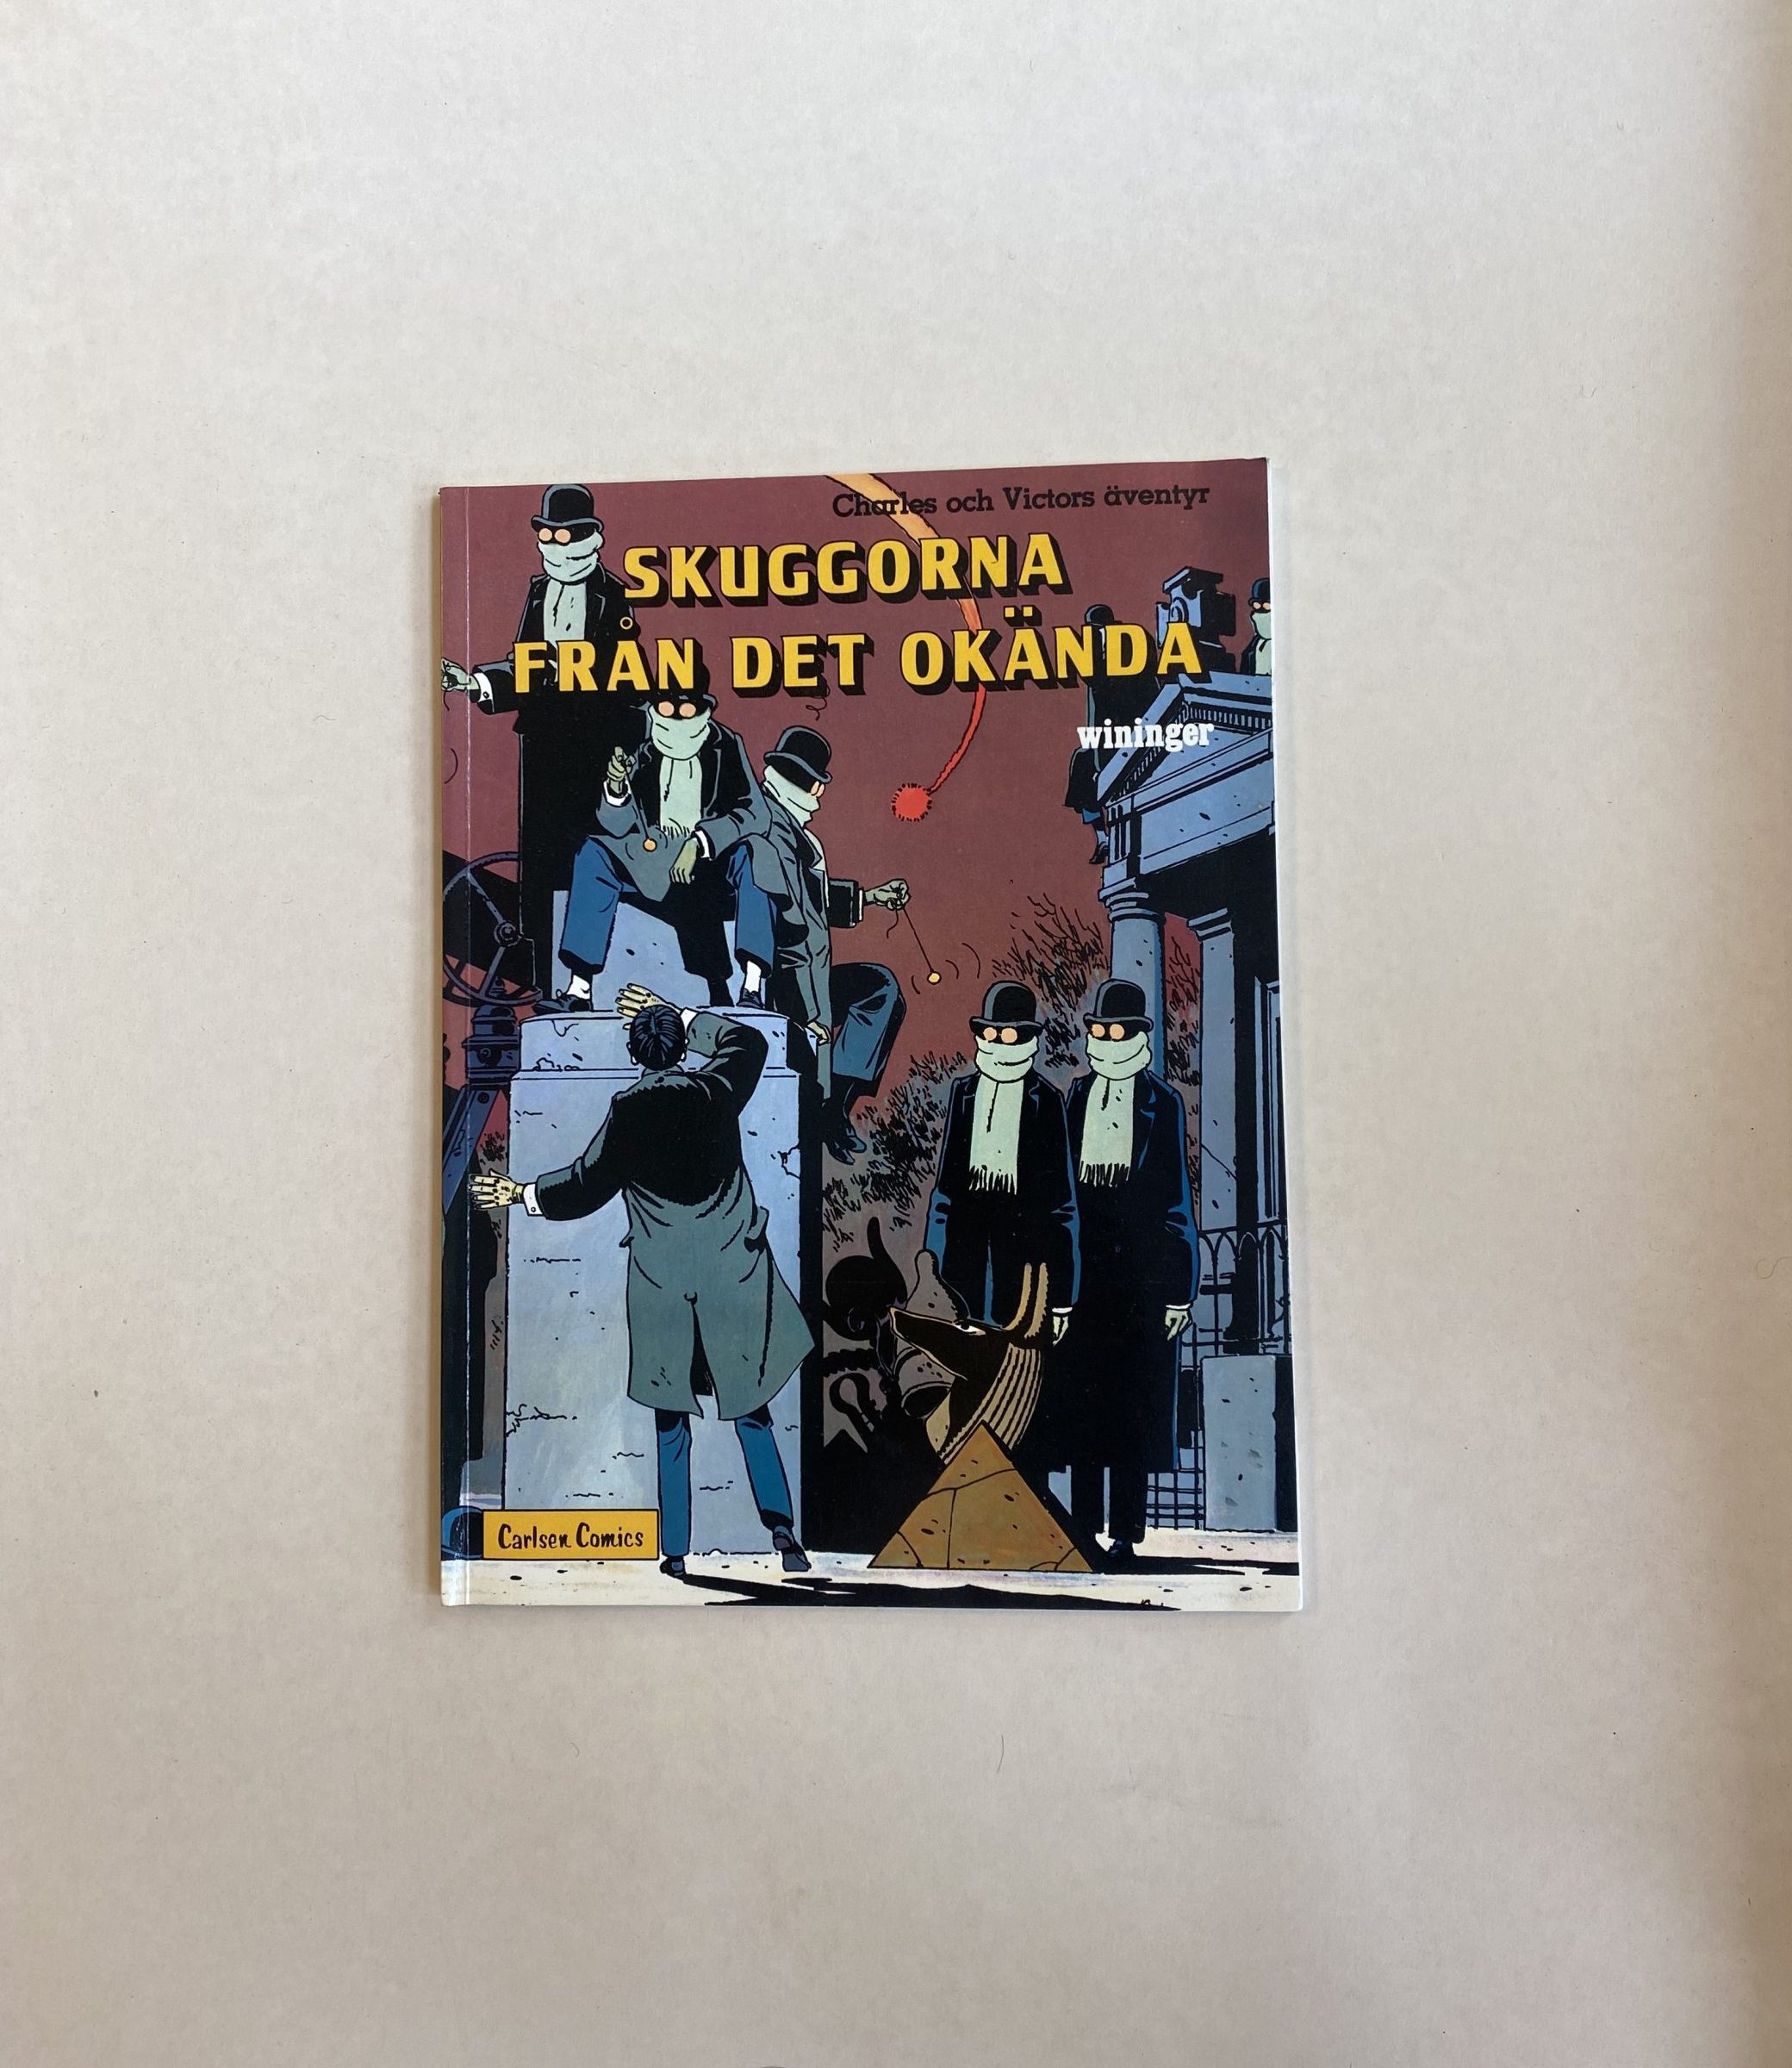 Charles och Victors äventyr
SKUGGORNA
FRÅN DET OKÄNDA
wininger
Carlsen Comics